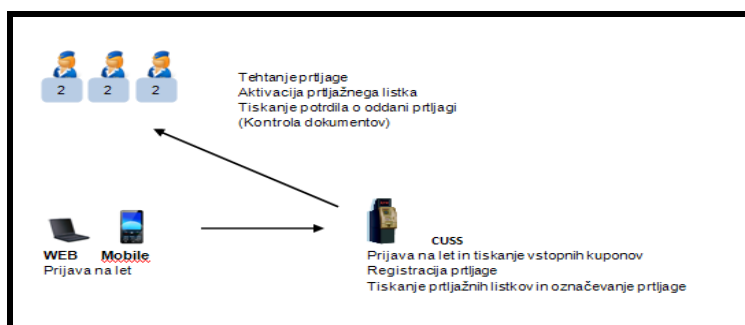 2 2 2
Tehtanje prtljage
Aktivacija prtljažnega listka
Tiskanje potrdila o oddani prtljagi
(Kontrola dokumentov)
WEB Mobile
Prijava na let
CUSS
Prijava na let in tiskanje vstopnih kuponov
Registracija prtljage
Tiskanje prtljažnih listkov in označevanje prtljage